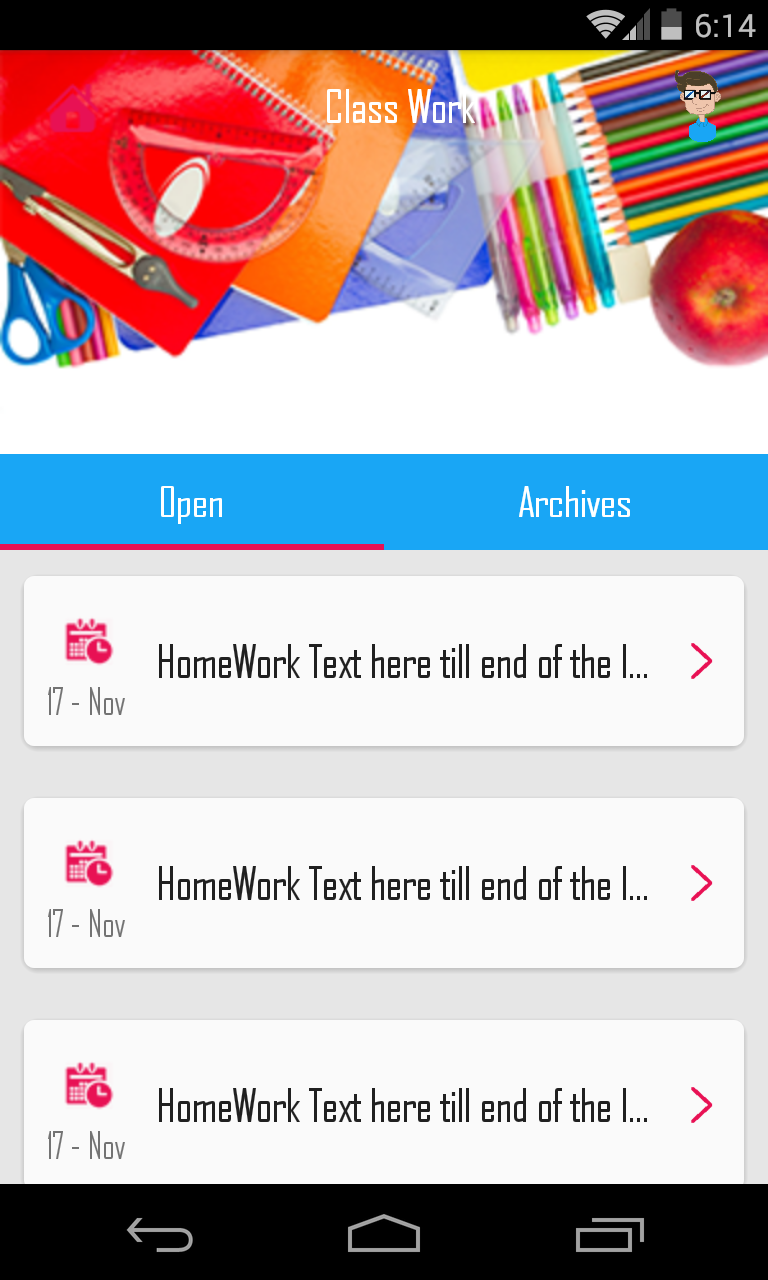 6:14
Class Work
Open
Archives
HomeWork Text here till end of the l...
17 - Nov
HomeWork Text here till end of the l...
17 - Nov
HomeWork Text here till end of the l...
17 - Nov